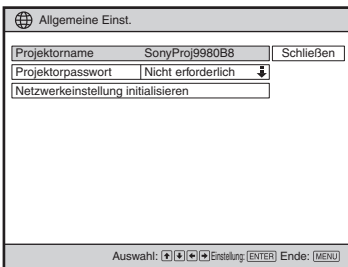 Allgemeine Einst.
Projektorname SonyProj9980B8 Schließen
Projektorpasswort Nicht erforderlich
Netzwerkeinstellung initialisieren
Auswahl: Einstellung: ENTER Ende: MENU